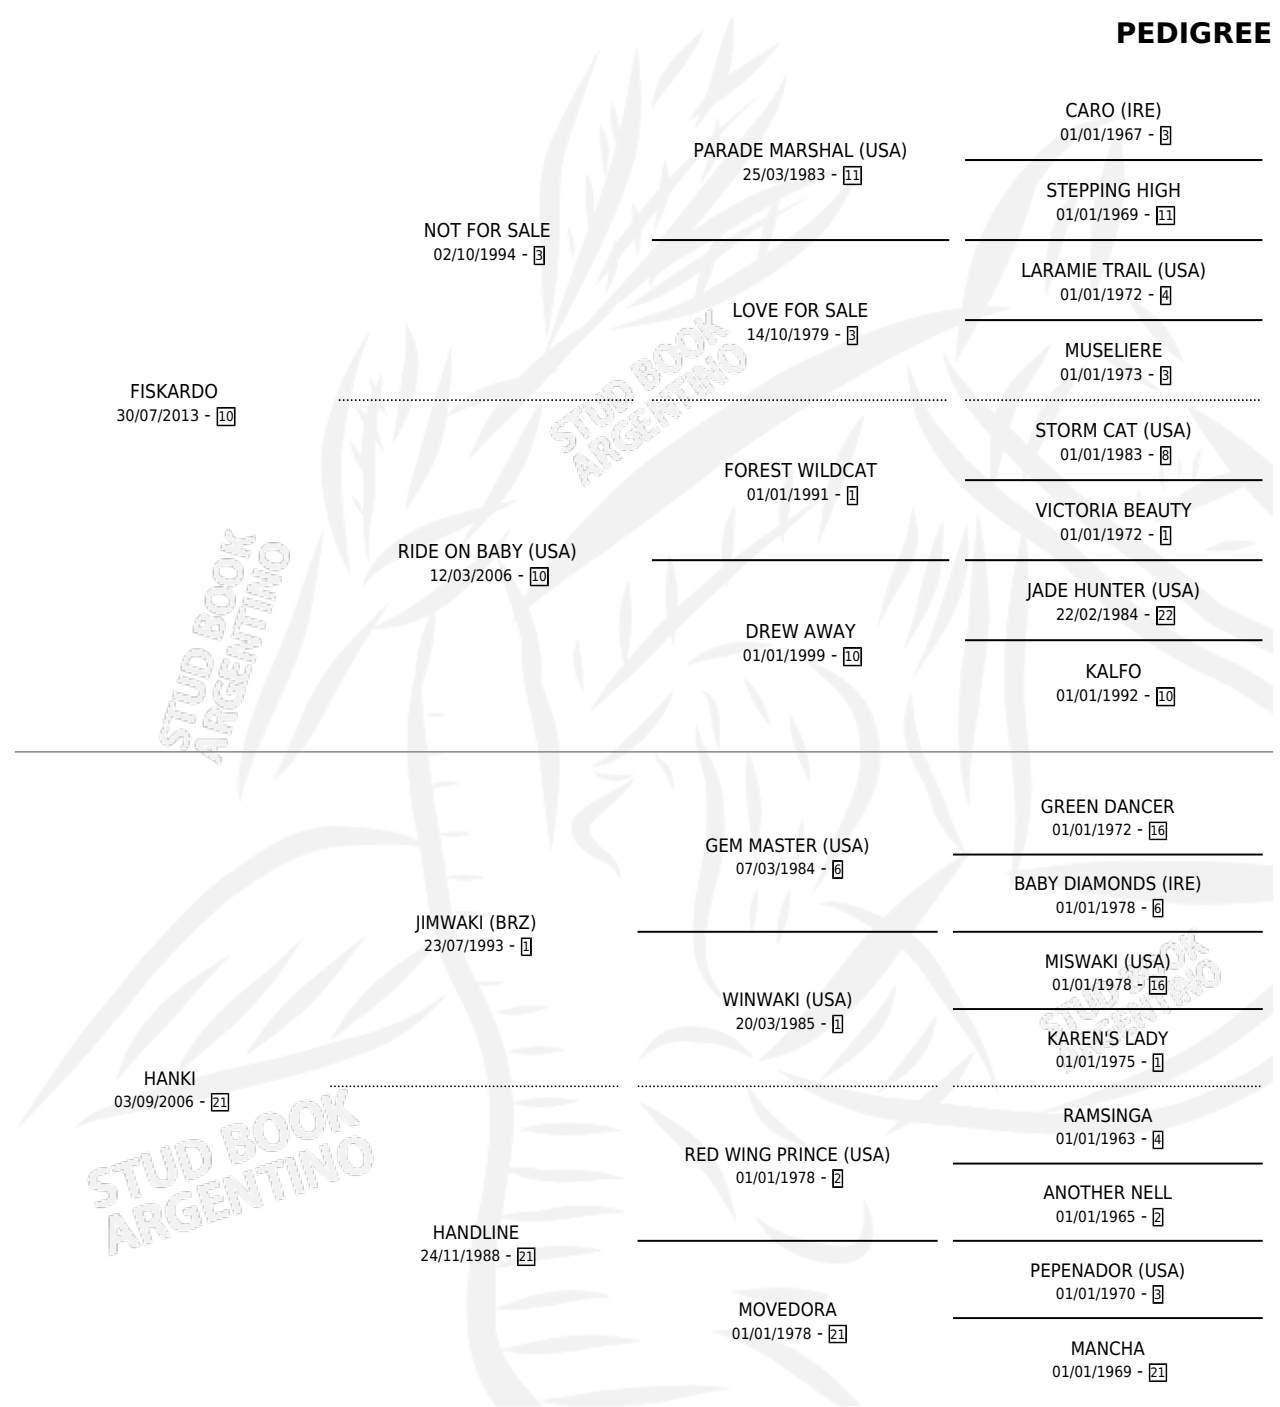 PEDIGREE
CARO (IRE)
01/01/1967 - 3
PARADE MARSHAL (USA)
25/03/1983 - 11
STEPPING HIGH
01/01/1969 - 11
NOT FOR SALE
02/10/1994 - 3
LARAMIE TRAIL (USA)
01/01/1972 - 4
LOVE FOR SALE
14/10/1979 - 3
MUSELIERE
01/01/1973 - 3
FISKARDO
30/07/2013 - 10
STUD BOOK
ARGENTINO
STORM CAT (USA)
01/01/1983 - 8
FOREST WILDCAT
01/01/1991 - 1
VICTORIA BEAUTY
01/01/1972 - 1
RIDE ON BABY (USA)
12/03/2006 - 10
JADE HUNTER (USA)
22/02/1984 - 22
DREW AWAY
01/01/1999 - 10
KALFO
01/01/1992 - 10
STUD BOOK
ARGENTINO
GREEN DANCER
01/01/1972 - 16
GEM MASTER (USA)
07/03/1984 - 6
BABY DIAMONDS (IRE)
01/01/1978 - 6
JIMWAKI (BRZ)
23/07/1993 - 1
MISWAKI (USA)
01/01/1978 - 16
WINWAKI (USA)
20/03/1985 - 1
STUD BOOK
ARGENTINO
KAREN'S LADY
01/01/1975 - 1
HANKI
03/09/2006 - 21
RAMSINGA
01/01/1963 - 4
RED WING PRINCE (USA)
01/01/1978 - 2
STUD BOOK
ARGENTINO
ANOTHER NELL
01/01/1965 - 2
HANDLINE
24/11/1988 - 21
PEPENADOR (USA)
01/01/1970 - 3
MOVEDORA
01/01/1978 - 21
MANCHA
01/01/1969 - 21